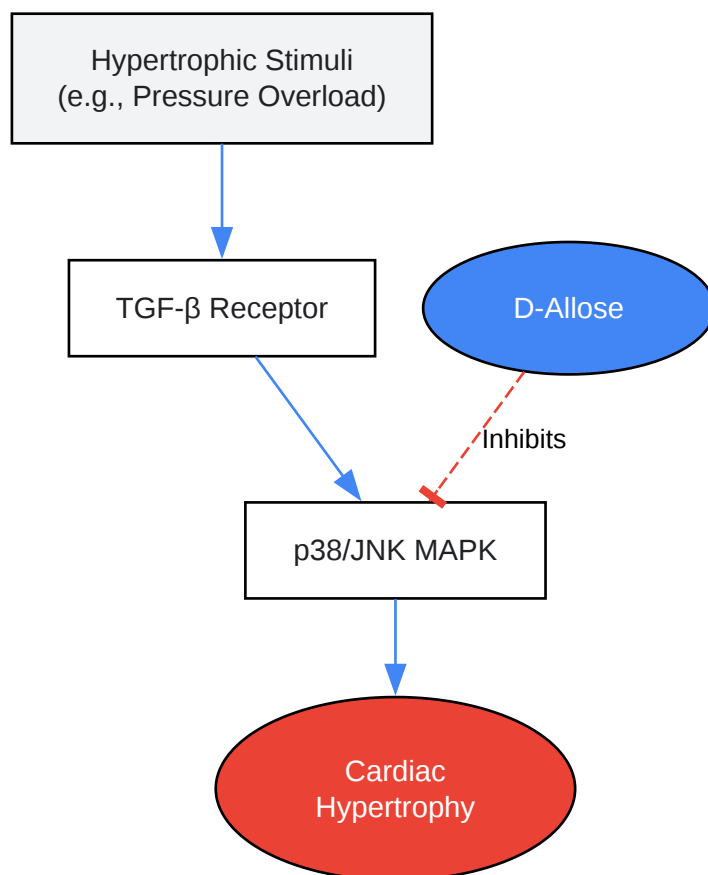 Hypertrophic Stimuli
(e.g., Pressure Overload)
TGF-β Receptor
D-Allose
Inhibits
p38/JNK MAPK
Cardiac
Hypertrophy